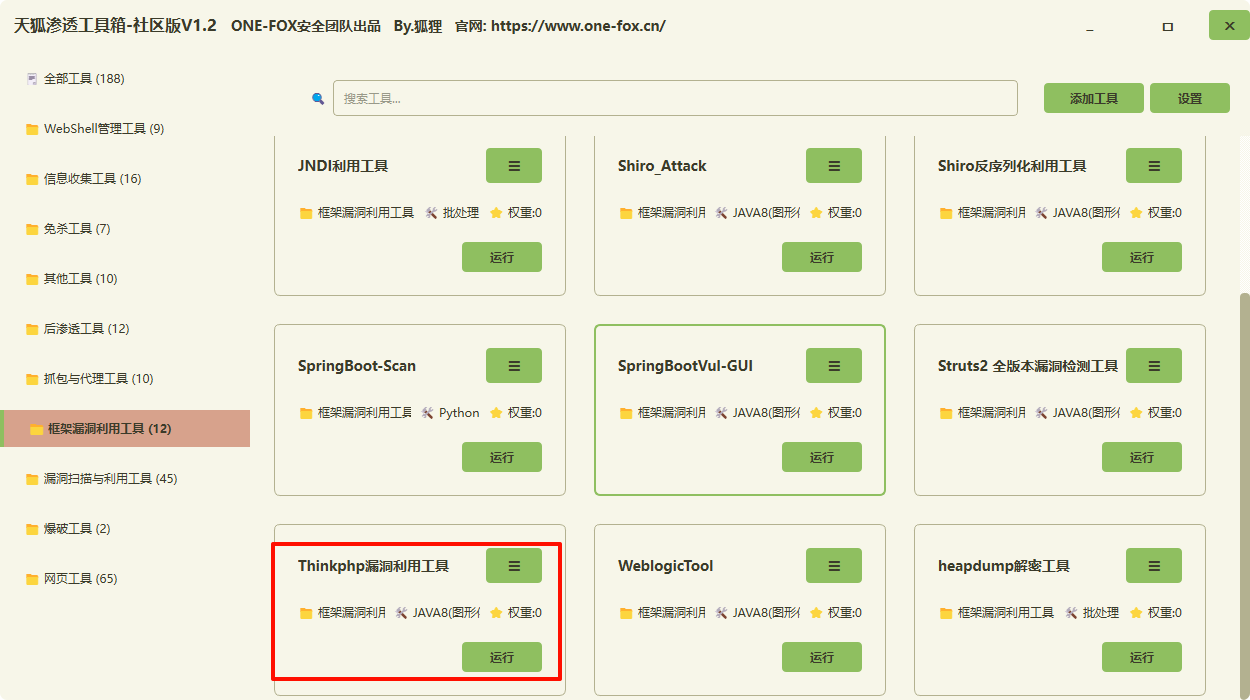 天狐渗透工具箱-社区版V1.2 ONE-FOX安全团队出品 By.狐狸 官网: https://www.one-fox.cn/
全部工具 (188)
WebShell管理工具 (9)
信息收集工具 (16)
免杀工具 (7)
其他工具 (10)
后渗透工具 (12)
抓包与代理工具 (10)
框架漏洞利用工具 (12)
漏洞扫描与利用工具 (45)
爆破工具 (2)
网页工具 (65)
搜索工具... 添加工具 设置
JNDI利用工具
框架漏洞利用工具 批处理 权重:0
运行
Shiro_Attack
框架漏洞利用 JAVA8(图形化 权重:0
运行
Shiro反序列化利用工具
框架漏洞利用 JAVA8(图形化 权重:0
运行
SpringBoot-Scan
框架漏洞利用工具 Python 权重:0
运行
SpringBootVul-GUI
框架漏洞利用 JAVA8(图形化 权重:0
运行
Struts2 全版本漏洞检测工具
框架漏洞利用 JAVA8(图形化 权重:0
运行
Thinkphp漏洞利用工具
框架漏洞利用 JAVA8(图形化 权重:0
运行
WeblogicTool
框架漏洞利用 JAVA8(图形化 权重:0
运行
heapdump解密工具
框架漏洞利用工具 批处理 权重:0
运行